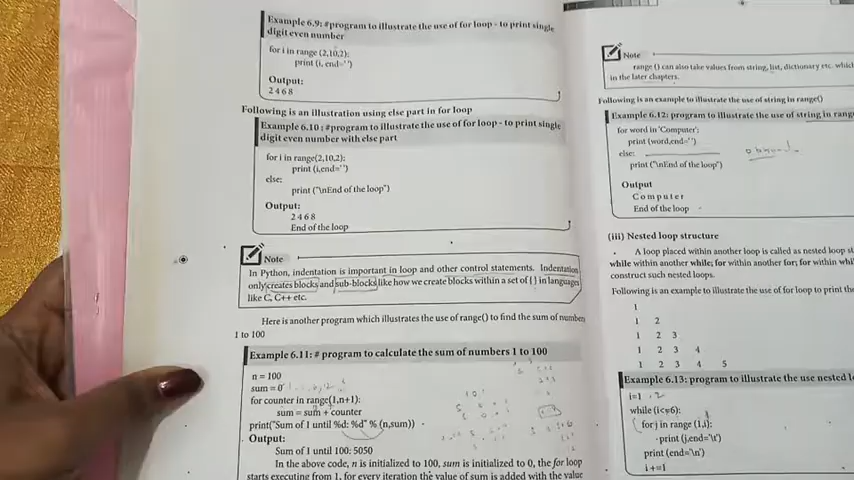 Example 6.9: #program to illustrate the use of for loop - to print single
digit even number
for i in range (2,10,2):
print (i, end=' ')
Output:
2 4 6 8
Following is an illustration using else part in for loop
Example 6.10 : #program to illustrate the use of for loop - to print single
digit even number with else part
for i in range(2,10,2):
print (i,end=' ')
else:
print ("\nEnd of the loop")
Output:
2 4 6 8
End of the loop
Note
In Python, indentation is important in loop and other control statements. Indentation
only creates blocks and sub-blocks like how we create blocks within a set of { } in languages
like C, C++ etc.
Here is another program which illustrates the use of range() to find the sum of numbers
1 to 100
Example 6.11: # program to calculate the sum of numbers 1 to 100
n = 100
sum = 0
for counter in range(1,n+1):
sum = sum + counter
print("Sum of 1 until %d: %d" % (n,sum))
Output:
Sum of 1 until 100: 5050
In the above code, n is initialized to 100, sum is initialized to 0, the for loop
starts executing from 1, for every iteration the value of sum is added with the value
Note
range () can also take values from string, list, dictionary etc. which
in the later chapters.
Following is an example to illustrate the use of string in range()
Example 6.12: program to illustrate the use of string in range
for word in 'Computer':
print (word,end=' ')
else:
print ("\nEnd of the loop")
Output
C o m p u t e r
End of the loop
(iii) Nested loop structure
A loop placed within another loop is called as nested loop
while within another while; for within another for; for within
construct such nested loops.
Following is an example to illustrate the use of for loop to print the
1
1 2
1 2 3
1 2 3 4
1 2 3 4 5
Example 6.13: program to illustrate the use nested
i=1
while (i<=6):
for j in range (1,i):
print (j,end='\t')
print (end='\n')
i +=1